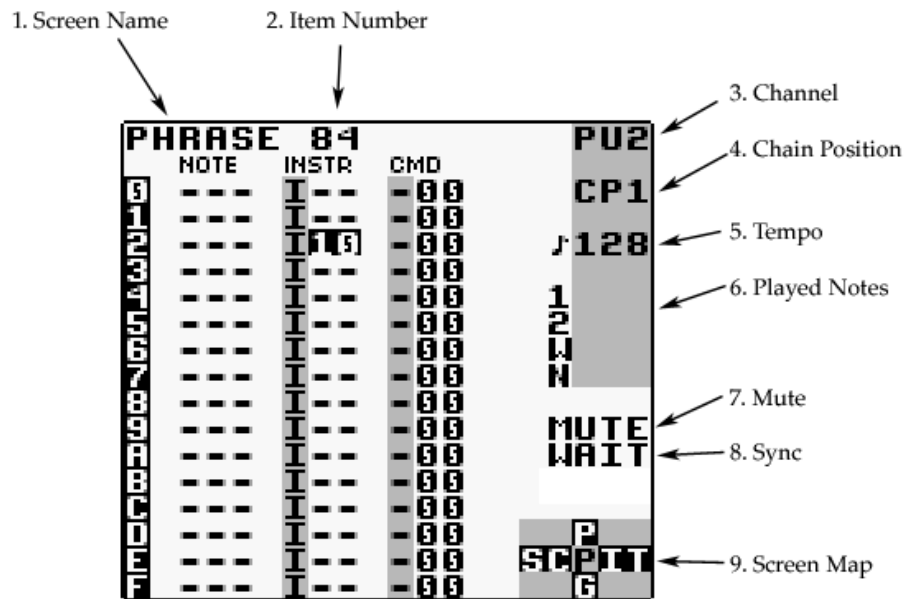 1. Screen Name
2. Item Number
3. Channel
4. Chain Position
5. Tempo
6. Played Notes
7. Mute
8. Sync
9. Screen Map
PHRASE 84 PU2
NOTE INSTR CMD
0 --- I-- -00 CP1
1 --- I-- -00
2 --- I10 -00 ♪128
3 --- I-- -00
4 --- I-- -00 1
5 --- I-- -00 2
6 --- I-- -00 W
7 --- I-- -00 N
8 --- I-- -00
9 --- I-- -00 MUTE
A --- I-- -00 WAIT
B --- I-- -00
C --- I-- -00
D --- I-- -00 P
E --- I-- -00 SCPIT
F --- I-- -00 G